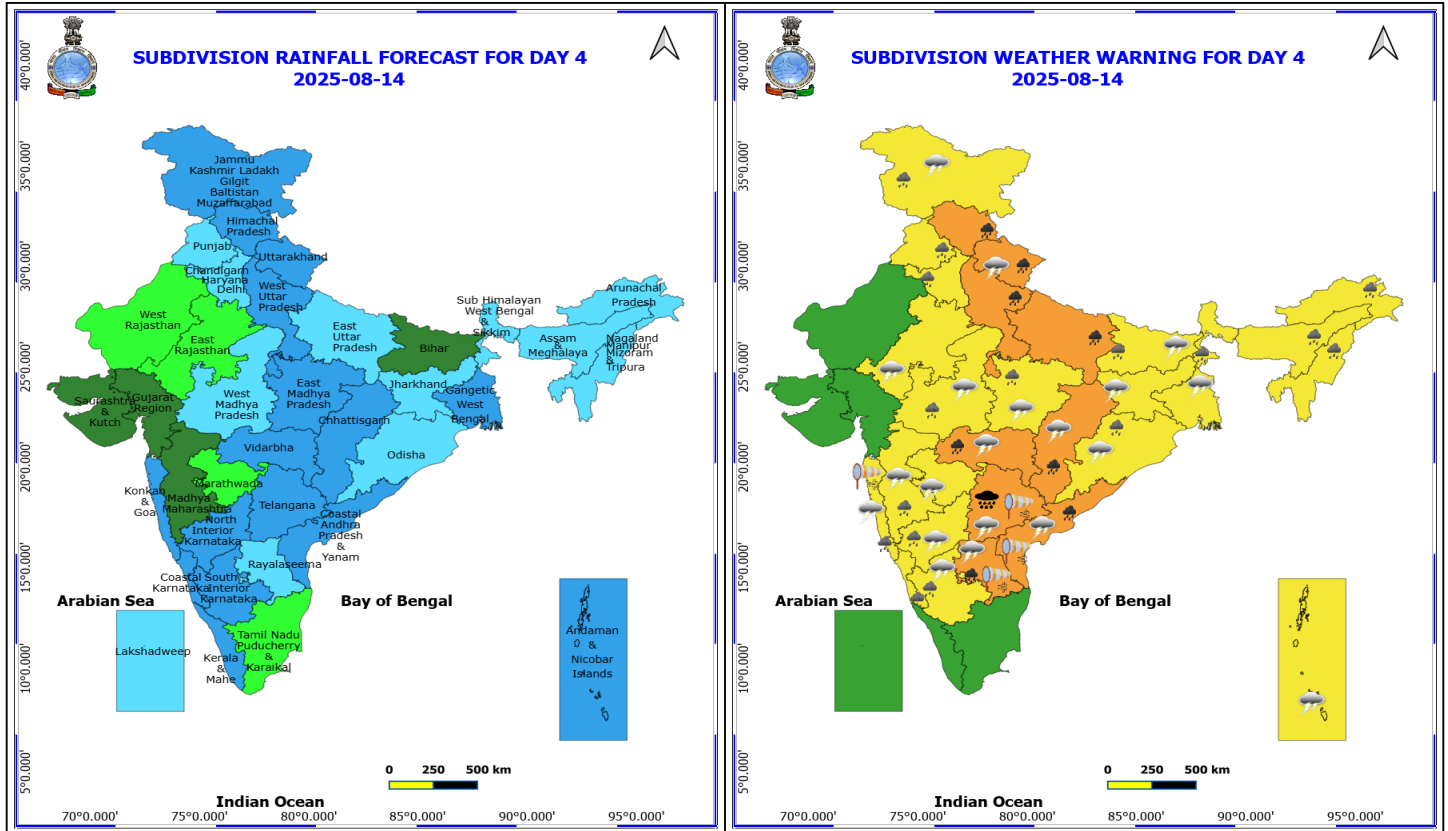 SUBDIVISION RAINFALL FORECAST FOR DAY 4
2025-08-14
40°0.000'
35°0.000'
30°0.000'
25°0.000'
20°0.000'
15°0.000'
10°0.000'
5°0.000'
Jammu
Kashmir Ladakh
Gilgit
Baltistan
Muzaffarabad
Himachal
Pradesh
Punjab
Uttarakhand
Chandigarh
Haryana
Delhi
West
Uttar
Pradesh
West
Rajasthan
East
Rajasthan
East
Uttar
Pradesh
Bihar
Sub Himalayan
West Bengal
&
Sikkim
Arunachal
Pradesh
Assam
&
Meghalaya
Nagaland
Manipur
Mizoram
&
Tripura
Saurashtra
&
Kutch
Gujarat
Region
West
Madhya
Pradesh
East
Madhya
Pradesh
Jharkhand
Gangetic
West
Bengal
Chhattisgarh
Odisha
Vidarbha
Konkan
&
Goa
Madhya
Maharashtra
Marathwada
Telangana
North
Interior
Karnataka
Coastal
Andhra
Pradesh
&
Yanam
Rayalaseema
Coastal
Karnataka
South
Interior
Karnataka
Arabian Sea
Bay of Bengal
Lakshadweep
Kerala
&
Mahe
Tamil Nadu
Puducherry
&
Karaikal
Andaman
&
Nicobar
Islands
0 250 500 km
Indian Ocean
70°0.000' 75°0.000' 80°0.000' 85°0.000' 90°0.000' 95°0.000'
SUBDIVISION WEATHER WARNING FOR DAY 4
2025-08-14
40°0.000'
35°0.000'
30°0.000'
25°0.000'
20°0.000'
15°0.000'
10°0.000'
5°0.000'
Arabian Sea
Bay of Bengal
0 250 500 km
Indian Ocean
70°0.000' 75°0.000' 80°0.000' 85°0.000' 90°0.000' 95°0.000'